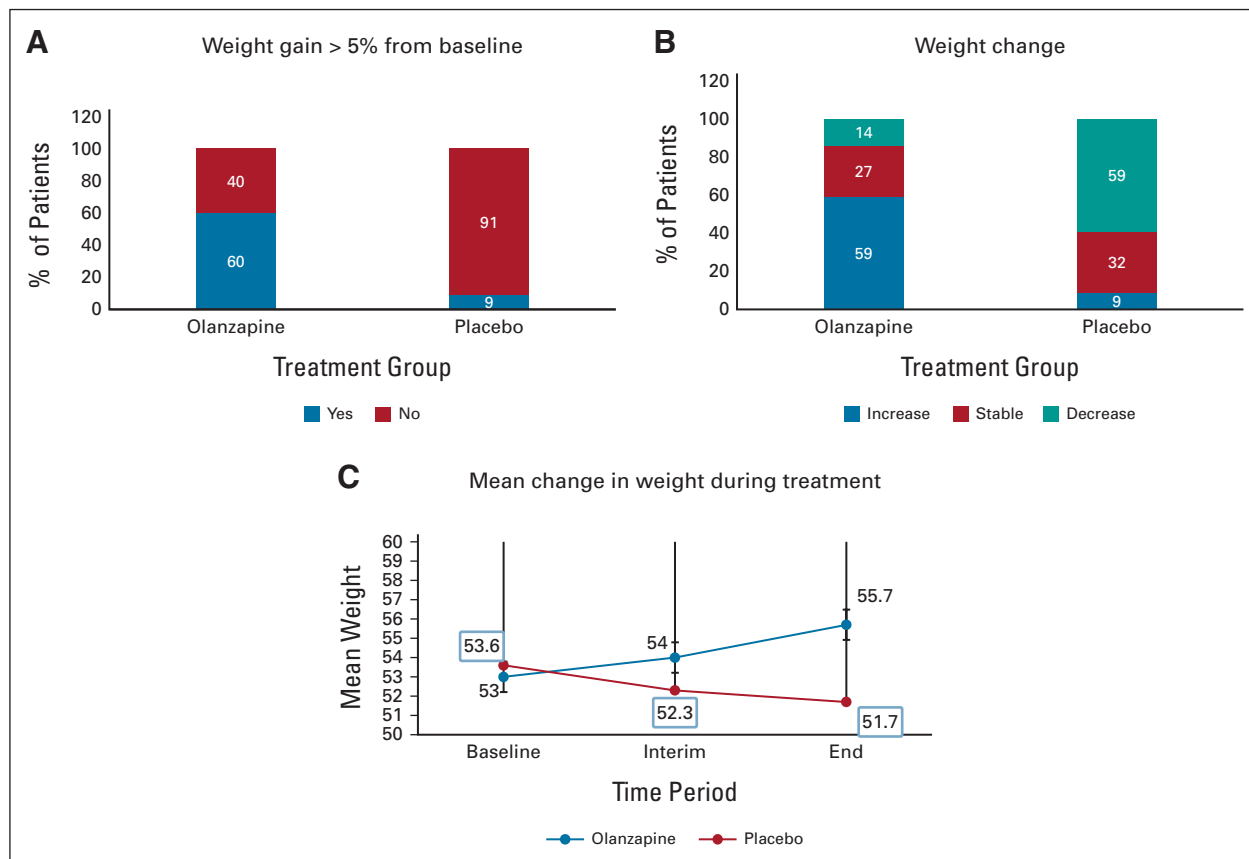 A
Weight gain > 5% from baseline
% of Patients
120
100
80
60
40
20
0
40
60
91
9
Olanzapine
Placebo
Treatment Group
Yes
No
B
Weight change
% of Patients
120
100
80
60
40
20
0
14
27
59
59
32
9
Olanzapine
Placebo
Treatment Group
Increase
Stable
Decrease
C
Mean change in weight during treatment
Mean Weight
60
59
58
57
56
55
54
53
52
51
50
53.6
53
54
52.3
55.7
51.7
Baseline
Interim
End
Time Period
Olanzapine
Placebo